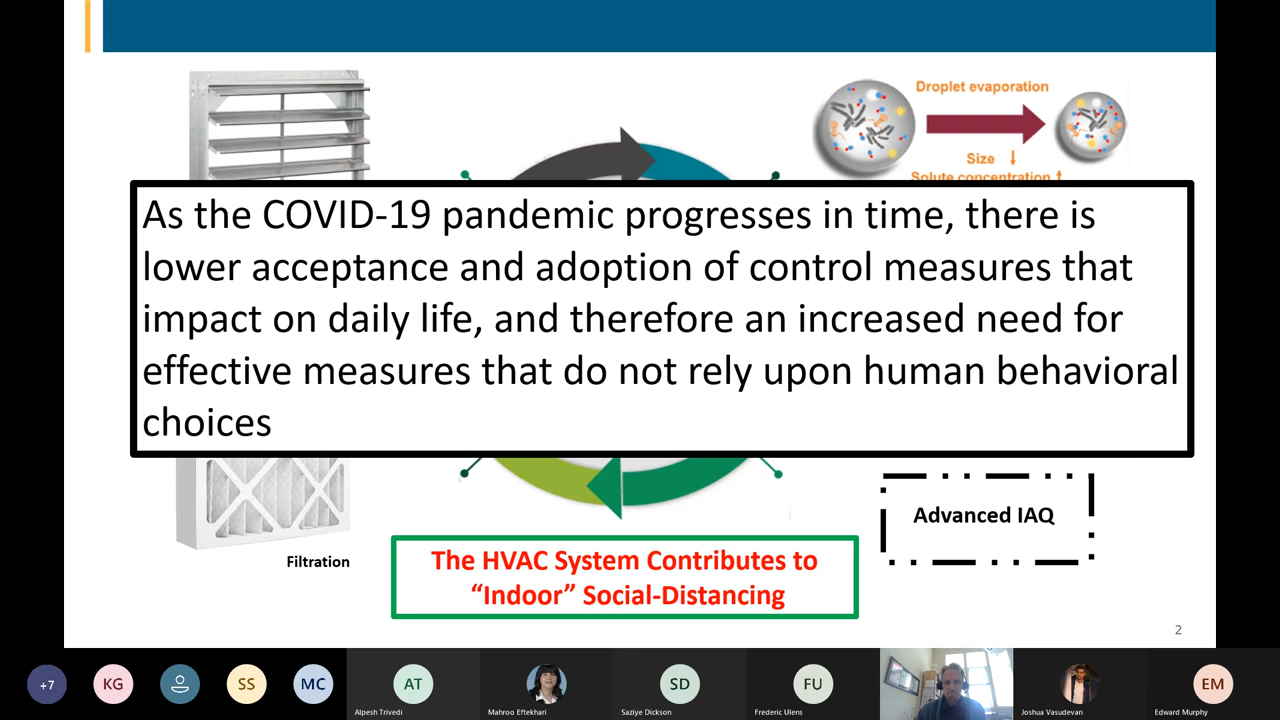 Droplet evaporation
Size ↓
Solute concentration ↑
As the COVID-19 pandemic progresses in time, there is
lower acceptance and adoption of control measures that
impact on daily life, and therefore an increased need for
effective measures that do not rely upon human behavioral
choices
Advanced IAQ
Filtration
The HVAC System Contributes to
“Indoor” Social-Distancing
2
+7
KG
SS
MC
AT
SD
FU
EM
Alpesh Trivedi
Mahroo Eftekhari
Saziye Dickson
Frederic Ulens
Joshua Vasudevan
Edward Murphy